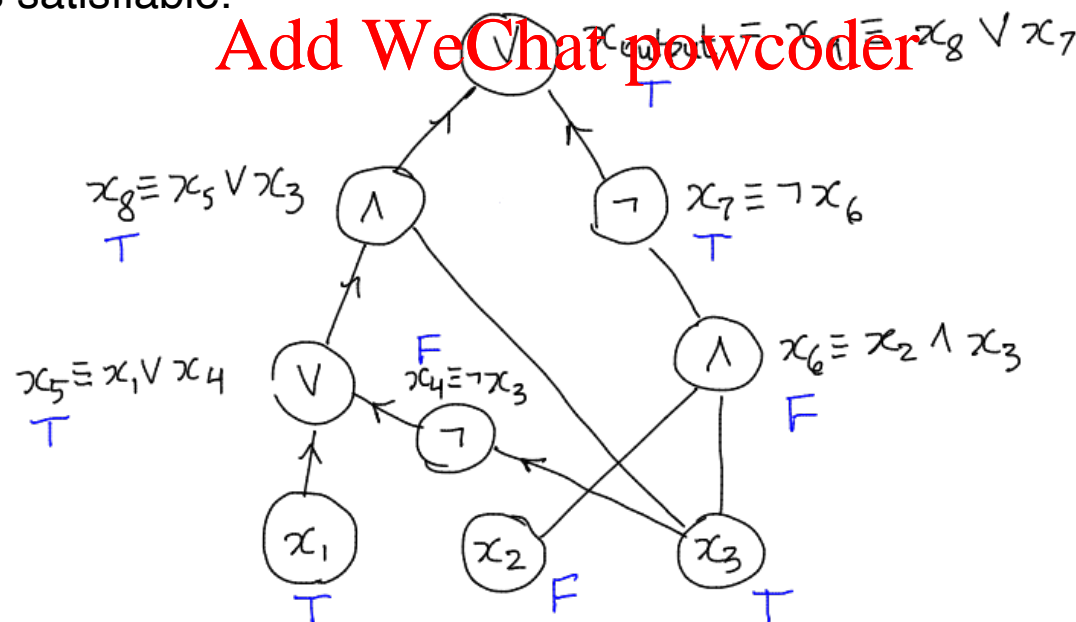 s satisfiable.
Add WeChat powcoder
∨ x_output ≡ x_9 ≡ x_8 ∨ x_7
T
x_8 ≡ x_5 ∨ x_3
∧
¬
x_7 ≡ ¬x_6
T
T
F
∧
x_6 ≡ x_2 ∧ x_3
x_5 ≡ x_1 ∨ x_4
∨
x_4 ≡ ¬x_3
T
¬
F
x_1
x_2
x_3
T
F
T